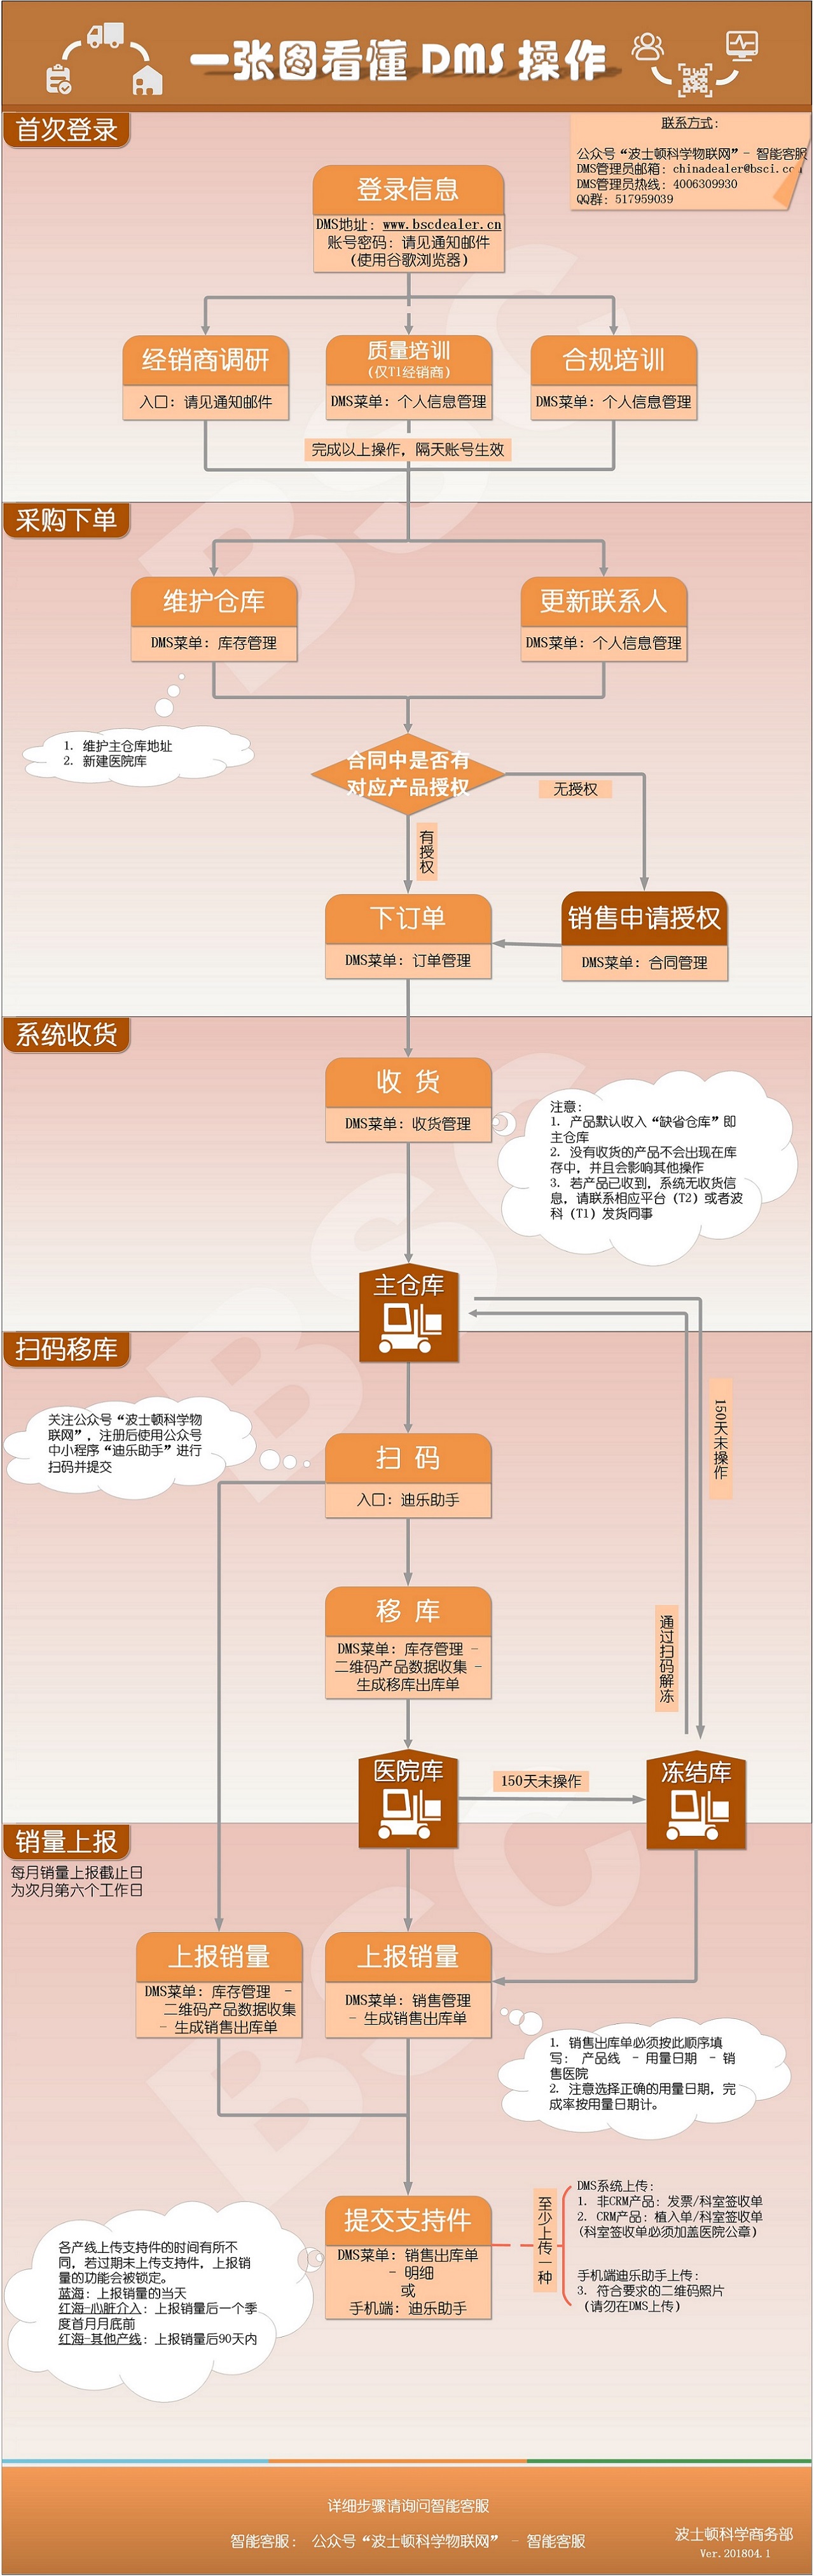 一张图看懂 DMS 操作
首次登录
联系方式:
公众号“波士顿科学物联网”- 智能客服
DMS管理员邮箱: chinadealer@bsci.com
DMS管理员热线: 4006309930
QQ群: 517959039
登录信息
DMS地址: www.bscdealer.cn
账号密码: 请见通知邮件
(使用谷歌浏览器)
经销商调研
入口: 请见通知邮件
质量培训
(仅T1经销商)
DMS菜单: 个人信息管理
合规培训
DMS菜单: 个人信息管理
完成以上操作, 隔天账号生效
采购下单
维护仓库
DMS菜单: 库存管理
更新联系人
DMS菜单: 个人信息管理
1. 维护主仓库地址
2. 新建医院库
合同中是否有
对应产品授权
无授权
有授权
下订单
DMS菜单: 订单管理
销售申请授权
DMS菜单: 合同管理
系统收货
收 货
DMS菜单: 收货管理
注意:
1. 产品默认收入“缺省仓库”即
主仓库
2. 没有收货的产品不会出现在库
存中, 并且会影响其他操作
3. 若产品已收到, 系统无收货信
息, 请联系相应平台 (T2) 或者波
科 (T1) 发货同事
主仓库
扫码移库
150天未操作
关注公众号“波士顿科学物
联网”, 注册后使用公众号
中小程序“迪乐助手”进行
扫码并提交
扫 码
入口: 迪乐助手
移 库
DMS菜单: 库存管理 -
二维码产品数据收集 -
生成移库出库单
通过扫码解冻
医院库
150天未操作
冻结库
销量上报
每月销量上报截止日
为次月第六个工作日
上报销量
DMS菜单: 库存管理 -
二维码产品数据收集
- 生成销售出库单
上报销量
DMS菜单: 销售管理
- 生成销售出库单
1. 销售出库单必须按此顺序填
写: 产品线 - 用量日期 - 销
售医院
2. 注意选择正确的用量日期, 完
成率按用量日期计。
提交支持件
DMS菜单: 销售出库单
- 明细
或
手机端: 迪乐助手
至少上传一种
DMS系统上传:
1. 非CRM产品: 发票/科室签收单
2. CRM产品: 植入单/科室签收单
(科室签收单必须加盖医院公章)
手机端迪乐助手上传:
3. 符合要求的二维码照片
(请勿在DMS上传)
各产线上传支持件的时间有所不
同, 若过期未上传支持件, 上报销
量的功能会被锁定。
蓝海: 上报销量的当天
红海-心脏介入: 上报销量后一个季
度首月月底前
红海-其他产线: 上报销量后90天内
详细步骤请询问智能客服
智能客服: 公众号“波士顿科学物联网” - 智能客服
波士顿科学商务部
Ver.201804.1
BSC
BSC
BSC